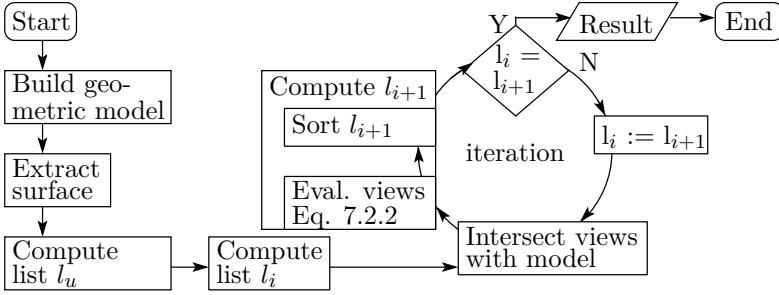 Start
Build geo-
metric model
Extract
surface
Compute
list l_u
Compute
list l_i
Intersect views
with model
Eval. views
Eq. 7.2.2
Sort l_{i+1}
Compute l_{i+1}
iteration
l_i =
l_{i+1}
Y
N
l_i := l_{i+1}
Result
End